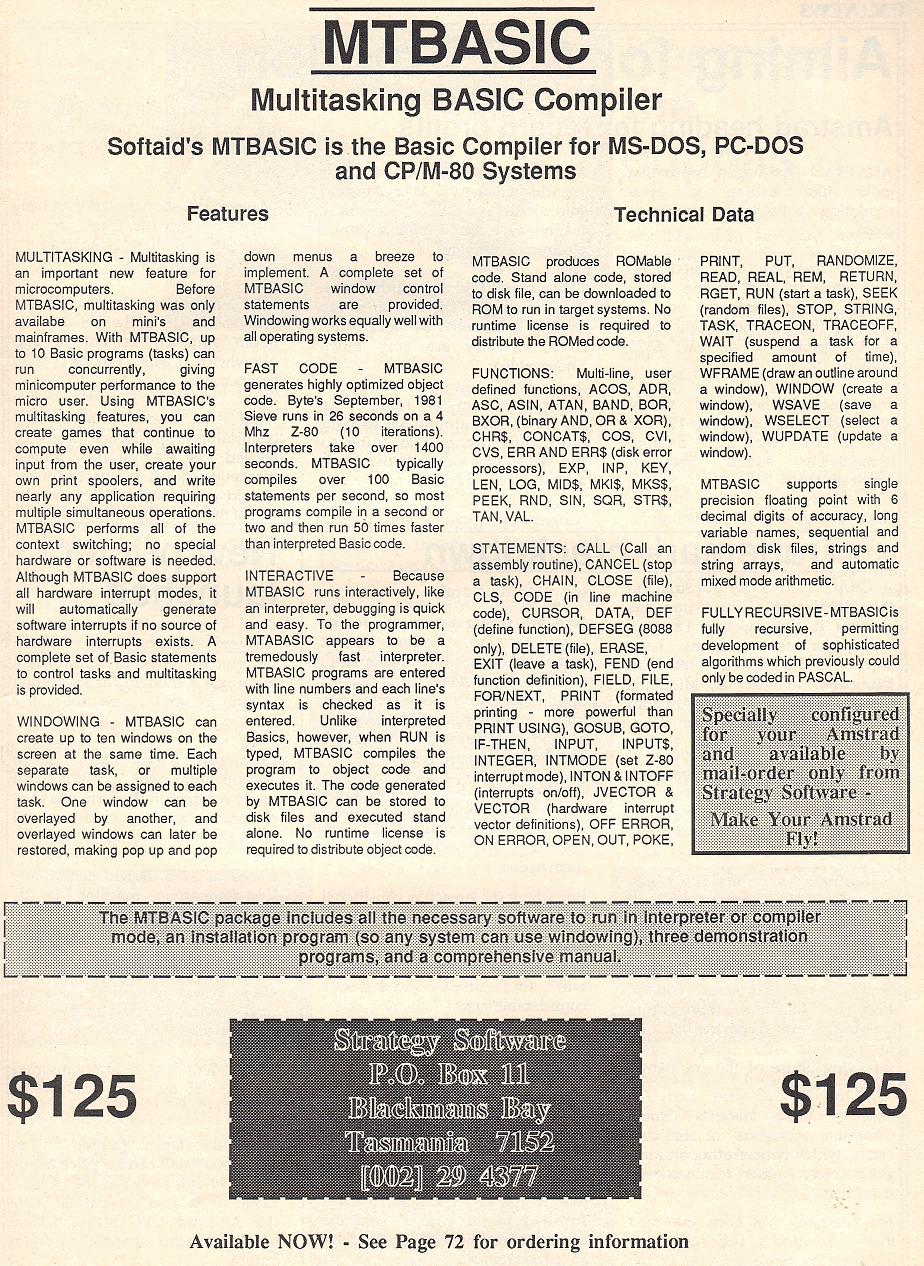 MTBASIC
Multitasking BASIC Compiler
Softaid's MTBASIC is the Basic Compiler for MS-DOS, PC-DOS
and CP/M-80 Systems
Features
MULTITASKING - Multitasking is
an important new feature for
microcomputers. Before
MTBASIC, multitasking was only
availabe on mini's and
mainframes. With MTBASIC, up
to 10 Basic programs (tasks) can
run concurrently, giving
minicomputer performance to the
micro user. Using MTBASIC's
multitasking features, you can
create games that continue to
compute even while awaiting
input from the user, create your
own print spoolers, and write
nearly any application requiring
multiple simultaneous operations.
MTBASIC performs all of the
context switching; no special
hardware or software is needed.
Although MTBASIC does support
all hardware interrupt modes, it
will automatically generate
software interrupts if no source of
hardware interrupts exists. A
complete set of Basic statements
to control tasks and multitasking
is provided.
WINDOWING - MTBASIC can
create up to ten windows on the
screen at the same time. Each
separate task, or multiple
windows can be assigned to each
task. One window can be
overlayed by another, and
overlayed windows can later be
restored, making pop up and pop
down menus a breeze to
implement. A complete set of
MTBASIC window control
statements are provided.
Windowing works equally well with
all operating systems.
FAST CODE - MTBASIC
generates highly optimized object
code. Byte's September, 1981
Sieve runs in 26 seconds on a 4
Mhz Z-80 (10 iterations).
Interpreters take over 1400
seconds. MTBASIC typically
compiles over 100 Basic
statements per second, so most
programs compile in a second or
two and then run 50 times faster
than interpreted Basic code.
INTERACTIVE - Because
MTBASIC runs interactively, like
an interpreter, debugging is quick
and easy. To the programmer,
MTABASIC appears to be a
tremedously fast interpreter.
MTBASIC programs are entered
with line numbers and each line's
syntax is checked as it is
entered. Unlike interpreted
Basics, however, when RUN is
typed, MTBASIC compiles the
program to object code and
executes it. The code generated
by MTBASIC can be stored to
disk files and executed stand
alone. No runtime license is
required to distribute object code.
Technical Data
MTBASIC produces ROMable
code. Stand alone code, stored
to disk file, can be downloaded to
ROM to run in target systems. No
runtime license is required to
distribute the ROMed code.
FUNCTIONS: Multi-line, user
defined functions, ACOS, ADR,
ASC, ASIN, ATAN, BAND, BOR,
BXOR, (binary AND, OR & XOR),
CHR$, CONCAT$, COS, CVI,
CVS, ERR AND ERR$ (disk error
processors), EXP, INP, KEY,
LEN, LOG, MID$, MKI$, MKS$,
PEEK, RND, SIN, SQR, STR$,
TAN, VAL.
STATEMENTS: CALL (Call an
assembly routine), CANCEL (stop
a task), CHAIN, CLOSE (file),
CLS, CODE (in line machine
code), CURSOR, DATA, DEF
(define function), DEFSEG (8088
only), DELETE (file), ERASE,
EXIT (leave a task), FEND (end
function definition), FIELD, FILE,
FOR/NEXT, PRINT (formated
printing - more powerful than
PRINT USING), GOSUB, GOTO,
IF-THEN, INPUT, INPUT$,
INTEGER, INTMODE (set Z-80
interrupt mode), INTON & INTOFF
(interrupts on/off), JVECTOR &
VECTOR (hardware interrupt
vector definitions), OFF ERROR,
ON ERROR, OPEN, OUT, POKE,
PRINT, PUT, RANDOMIZE,
READ, REAL, REM, RETURN,
RGET, RUN (start a task), SEEK
(random files), STOP, STRING,
TASK, TRACEON, TRACEOFF,
WAIT (suspend a task for a
specified amount of time),
WFRAME (draw an outline around
a window), WINDOW (create a
window), WSAVE (save a
window), WSELECT (select a
window), WUPDATE (update a
window).
MTBASIC supports single
precision floating point with 6
decimal digits of accuracy, long
variable names, sequential and
random disk files, strings and
string arrays, and automatic
mixed mode arithmetic.
FULLY RECURSIVE - MTBASIC is
fully recursive, permitting
development of sophisticated
algorithms which previously could
only be coded in PASCAL.
Specially configured
for your Amstrad
and available by
mail-order only from
Strategy Software -
Make Your Amstrad
Fly!
The MTBASIC package includes all the necessary software to run in interpreter or compiler
mode, an installation program (so any system can use windowing), three demonstration
programs, and a comprehensive manual.
$125
Strategy Software
P.O. Box 11
Blackmans Bay
Tasmania 7152
[002] 29 4377
$125
Available NOW! - See Page 72 for ordering information